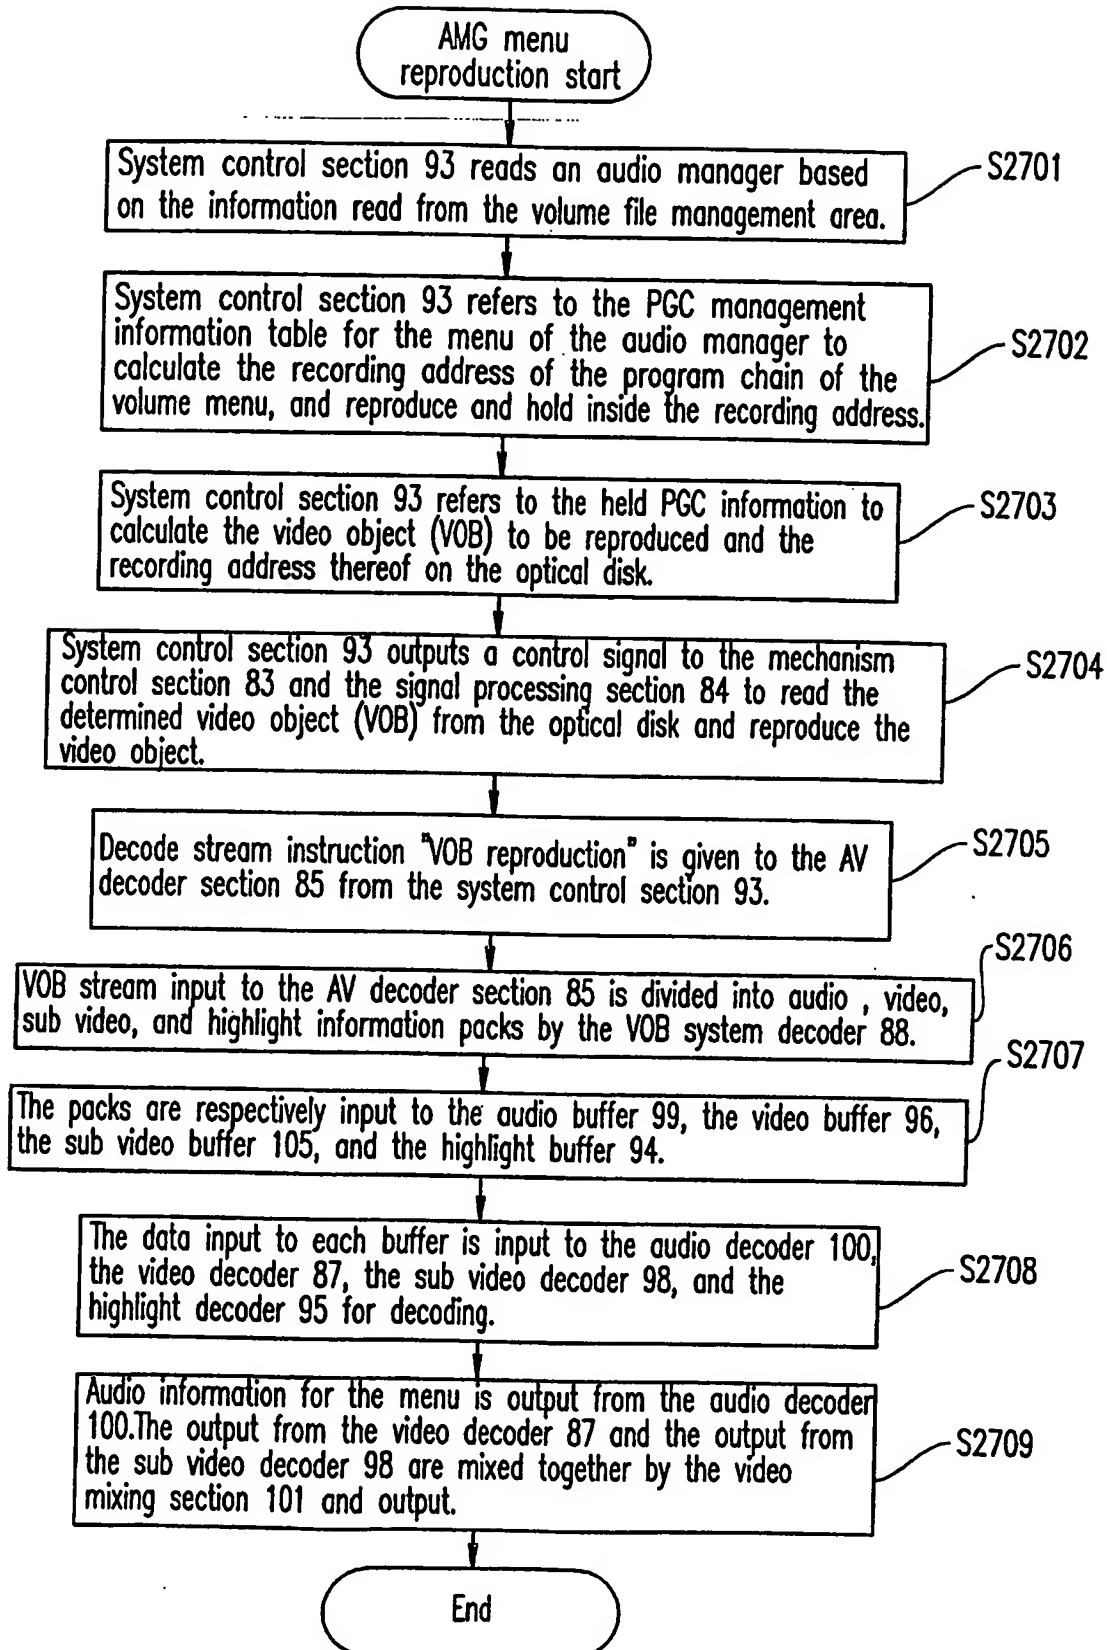 AMG menu
reproduction start
System control section 93 reads an audio manager based
on the information read from the volume file management area.
S2701
System control section 93 refers to the PGC management
information table for the menu of the audio manager to
calculate the recording address of the program chain of the
volume menu, and reproduce and hold inside the recording address.
S2702
System control section 93 refers to the held PGC information to
calculate the video object (VOB) to be reproduced and the
recording address thereof on the optical disk.
S2703
System control section 93 outputs a control signal to the mechanism
control section 83 and the signal processing section 84 to read the
determined video object (VOB) from the optical disk and reproduce the
video object.
S2704
Decode stream instruction "VOB reproduction" is given to the AV
decoder section 85 from the system control section 93.
S2705
VOB stream input to the AV decoder section 85 is divided into audio , video,
sub video, and highlight information packs by the VOB system decoder 88.
S2706
The packs are respectively input to the audio buffer 99, the video buffer 96,
the sub video buffer 105, and the highlight buffer 94.
S2707
The data input to each buffer is input to the audio decoder 100,
the video decoder 87, the sub video decoder 98, and the
highlight decoder 95 for decoding.
S2708
Audio information for the menu is output from the audio decoder
100.The output from the video decoder 87 and the output from
the sub video decoder 98 are mixed together by the video
mixing section 101 and output.
S2709
End